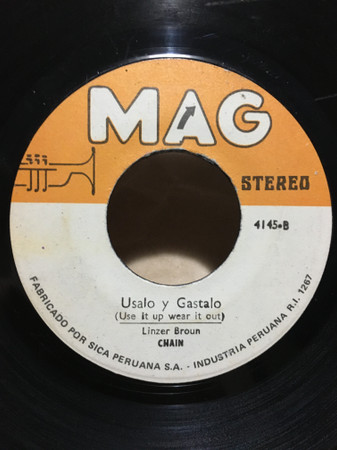 MAG
STEREO
4145•B
Usalo y Gastalo
(Use it up wear it out)
Linzer Broun
CHAIN
FABRICADO POR SICA PERUANA S.A. - INDUSTRIA PERUANA R.I. 1267